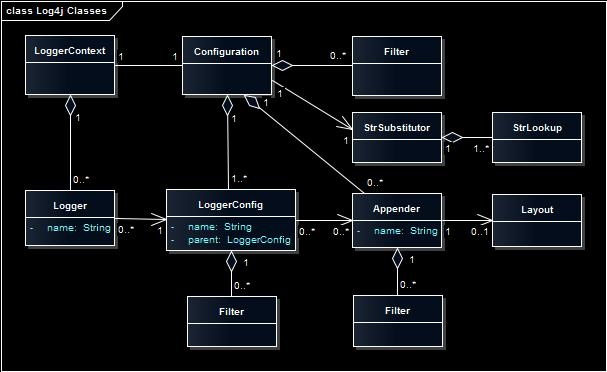 class Log4j Classes
LoggerContext
1
1
Configuration
1
0..*
Filter
1
1
1
1
1
StrSubstitutor
1
1..*
StrLookup
0..*
1..*
0..*
Logger
- name: String
0..*
1
LoggerConfig
- name: String
- parent: LoggerConfig
0..*
0..*
Appender
- name: String
1
0..1
Layout
1
0..*
Filter
1
0..*
Filter